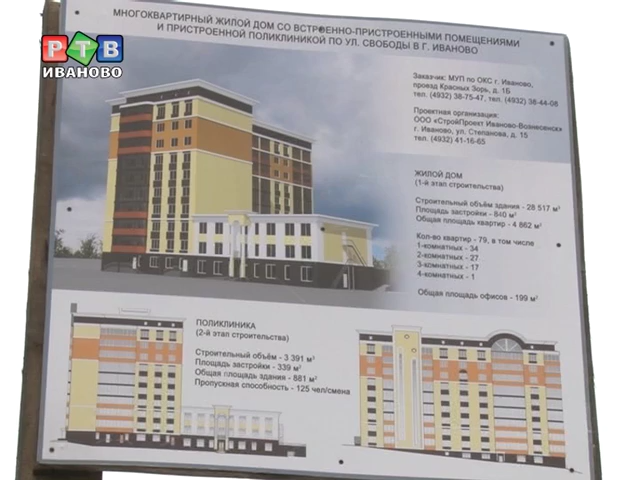 МНОГОКВАРТИРНЫЙ ЖИЛОЙ ДОМ СО ВСТРОЕННО-ПРИСТРОЕННЫМИ ПОМЕЩЕНИЯМИ
И ПРИСТРОЕННОЙ ПОЛИКЛИНИКОЙ ПО УЛ. СВОБОДЫ В Г. ИВАНОВО
РТВ
ИВАНОВО
Заказчик: МУП по ОКС г. Иваново,
проезд Красных Зорь, д. 1Б
тел. (4932) 38-75-47, тел. (4932) 38-44-08
Проектная организация:
ООО «СтройПроект Иваново-Вознесенск»
г. Иваново, ул. Степанова, д. 15
тел. (4932) 41-16-65
ЖИЛОЙ ДОМ
(1-й этап строительства)
Строительный объём здания - 28 517 м³
Площадь застройки - 840 м²
Общая площадь квартир - 4 862 м²
Кол-во квартир - 79, в том числе
1-комнатных - 34
2-комнатных - 27
3-комнатных - 17
4-комнатных - 1
Общая площадь офисов - 199 м²
ПОЛИКЛИНИКА
(2-й этап строительства)
Строительный объём - 3 391 м³
Площадь застройки - 339 м²
Общая площадь здания - 881 м²
Пропускная способность - 125 чел/смена